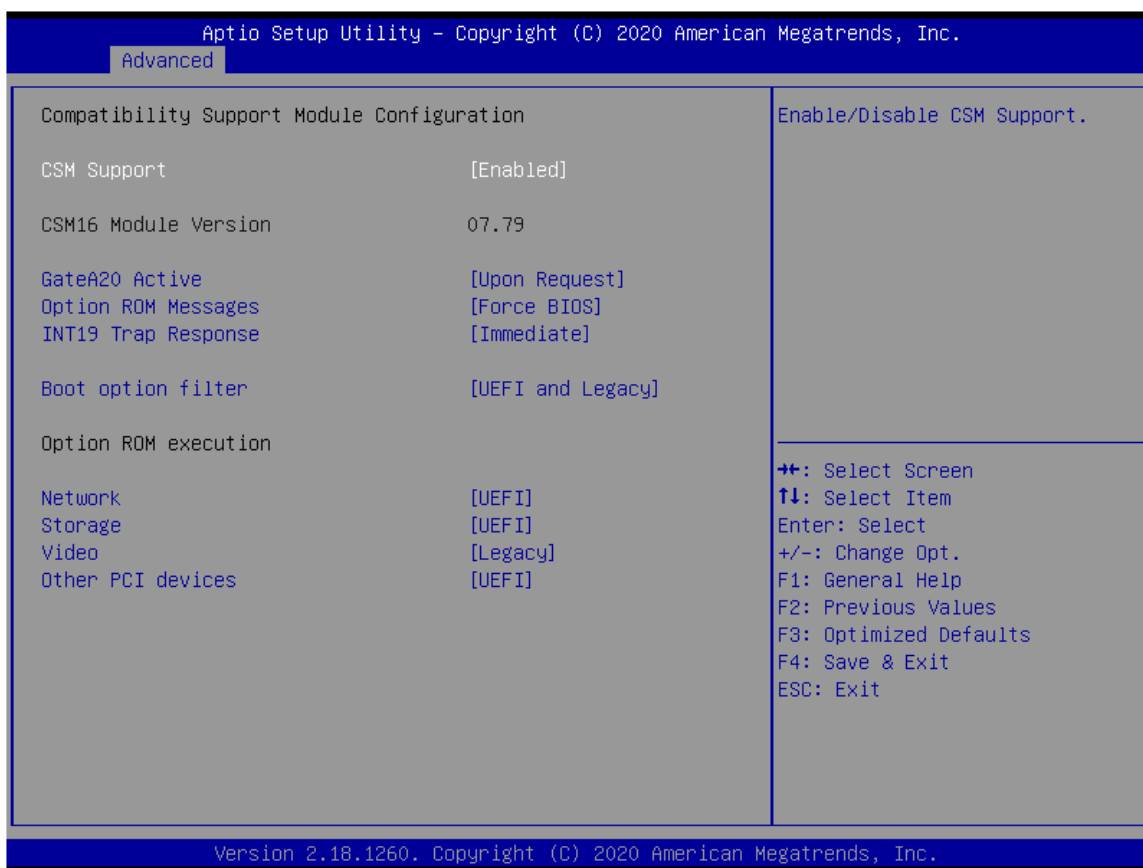 Aptio Setup Utility – Copyright (C) 2020 American Megatrends, Inc.
Advanced
Compatibility Support Module Configuration
CSM Support [Enabled]
CSM16 Module Version 07.79
GateA20 Active [Upon Request]
Option ROM Messages [Force BIOS]
INT19 Trap Response [Immediate]
Boot option filter [UEFI and Legacy]
Option ROM execution
Network [UEFI]
Storage [UEFI]
Video [Legacy]
Other PCI devices [UEFI]
Enable/Disable CSM Support.
→←: Select Screen
↑↓: Select Item
Enter: Select
+/-: Change Opt.
F1: General Help
F2: Previous Values
F3: Optimized Defaults
F4: Save & Exit
ESC: Exit
Version 2.18.1260. Copyright (C) 2020 American Megatrends, Inc.